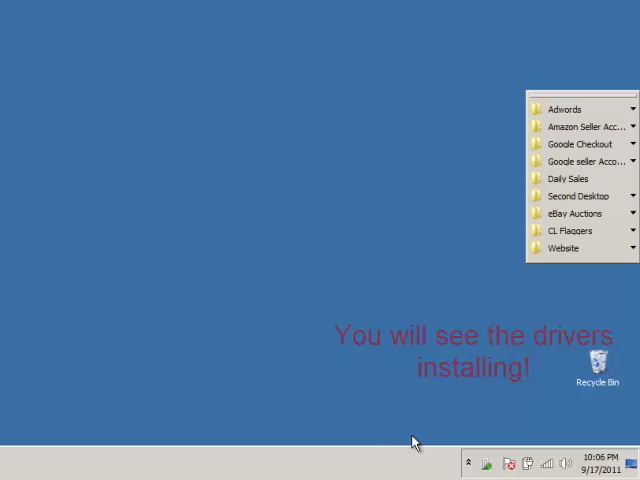 Adwords
Amazon Seller Acc...
Google Checkout
Google seller Acco...
Daily Sales
Second Desktop
eBay Auctions
CL Flaggers
Website
You will see the drivers
installing!
Recycle Bin
10:06 PM
9/17/2011